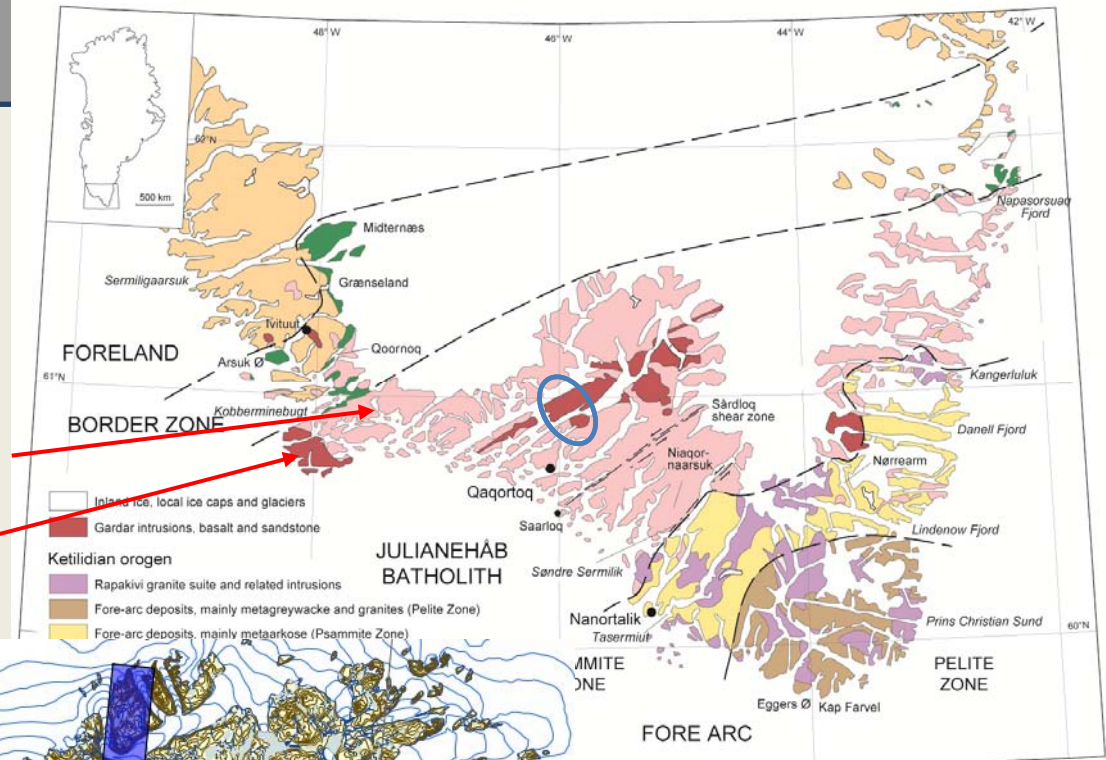 48° W
46° W
44° W
42° W
62°N
500 km
Midternæs
Napasorsuaq
Fjord
Sermiligaarsuk
Grænseland
Ivituut
Qoornoq
FORELAND
Arsuk Ø
61°N
Kangerluluk
Kobberminebugt
BORDER ZONE
Sârdloq
shear zone
Danell Fjord
Niaqor-
naarsuk
Nørrearm
Qaqortoq
Inland ice, local ice caps and glaciers
Saarloq
Gardar intrusions, basalt and sandstone
Lindenow Fjord
JULIANEHÅB
BATHOLITH
Ketilidian orogen
Søndre Sermilik
Rapakivi granite suite and related intrusions
Fore-arc deposits, mainly metagreywacke and granites (Pelite Zone)
Nanortalik
Prins Christian Sund
Fore-arc deposits, mainly metaarkose (Psammite Zone)
Tasermiut
60°N
MMITE
ONE
PELITE
ZONE
Eggers Ø
Kap Farvel
FORE ARC